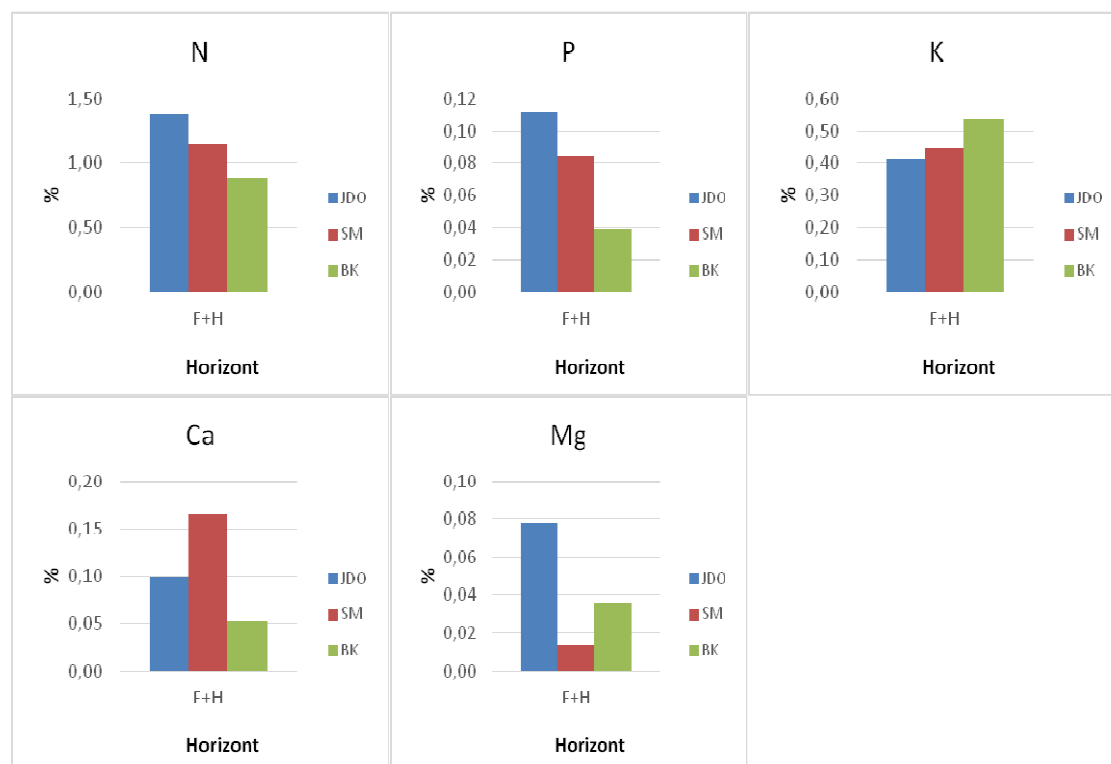 N
1,50
1,00
0,50
0,00
%
F+H
Horizont
JDO
SM
BK
P
0,12
0,10
0,08
0,06
0,04
0,02
0,00
%
F+H
Horizont
JDO
SM
BK
K
0,60
0,50
0,40
0,30
0,20
0,10
0,00
%
F+H
Horizont
JDO
SM
BK
Ca
0,20
0,15
0,10
0,05
0,00
%
F+H
Horizont
JDO
SM
BK
Mg
0,10
0,08
0,06
0,04
0,02
0,00
%
F+H
Horizont
JDO
SM
BK